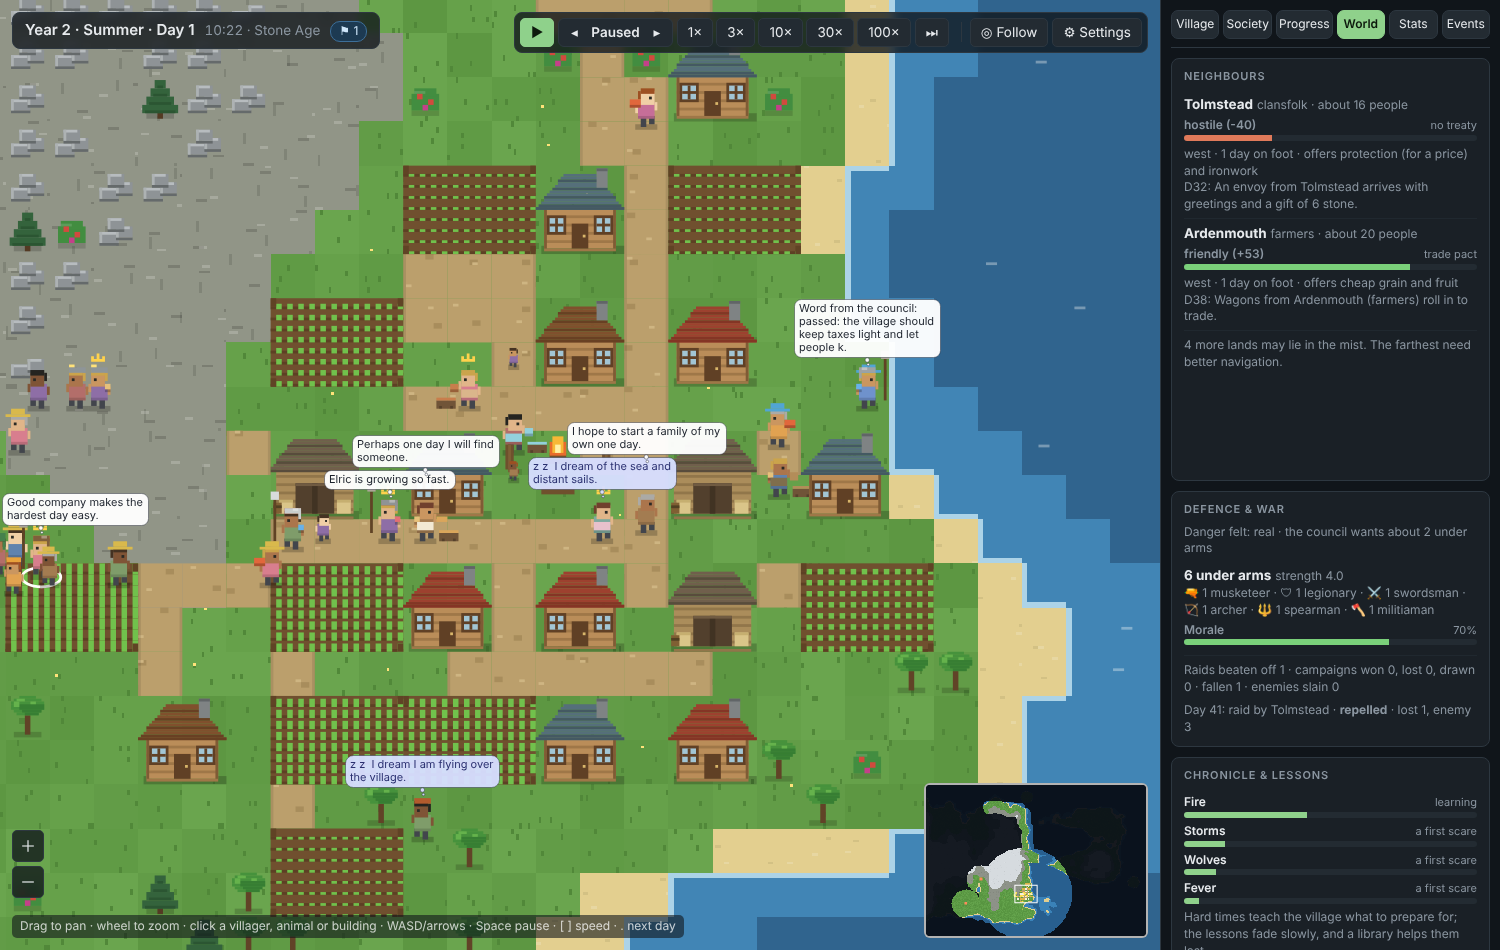 Year 2 · Summer · Day 1 10:22 · Stone Age ⚑ 1
▶ ◂ Paused ▸ 1× 3× 10× 30× 100× ⏭ ◎ Follow ⚙ Settings
Village Society Progress World Stats Events
NEIGHBOURS
Tolmstead clansfolk · about 16 people
hostile (-40) no treaty
west · 1 day on foot · offers protection (for a price)
and ironwork
D32: An envoy from Tolmstead arrives with
greetings and a gift of 6 stone.
Ardenmouth farmers · about 20 people
friendly (+53) trade pact
west · 1 day on foot · offers cheap grain and fruit
D38: Wagons from Ardenmouth (farmers) roll in to
trade.
4 more lands may lie in the mist. The farthest need
better navigation.
Word from the council:
passed: the village should
keep taxes light and let
people k.
Perhaps one day I will find
someone.
I hope to start a family of my
own one day.
z z I dream of the sea and
distant sails.
Elric is growing so fast.
Good company makes the
hardest day easy.
z z I dream I am flying over
the village.
DEFENCE & WAR
Danger felt: real · the council wants about 2 under
arms
6 under arms strength 4.0
🔫 1 musketeer · 🛡 1 legionary · ⚔ 1 swordsman ·
🏹 1 archer · 🔱 1 spearman · 🪓 1 militiaman
Morale 70%
Raids beaten off 1 · campaigns won 0, lost 0, drawn
0 · fallen 1 · enemies slain 0
Day 41: raid by Tolmstead · repelled · lost 1, enemy
3
CHRONICLE & LESSONS
Fire learning
Storms a first scare
Wolves a first scare
Fever a first scare
Hard times teach the village what to prepare for;
the lessons fade slowly, and a library helps them
last.
+
−
Drag to pan · wheel to zoom · click a villager, animal or building · WASD/arrows · Space pause · [ ] speed · . next day